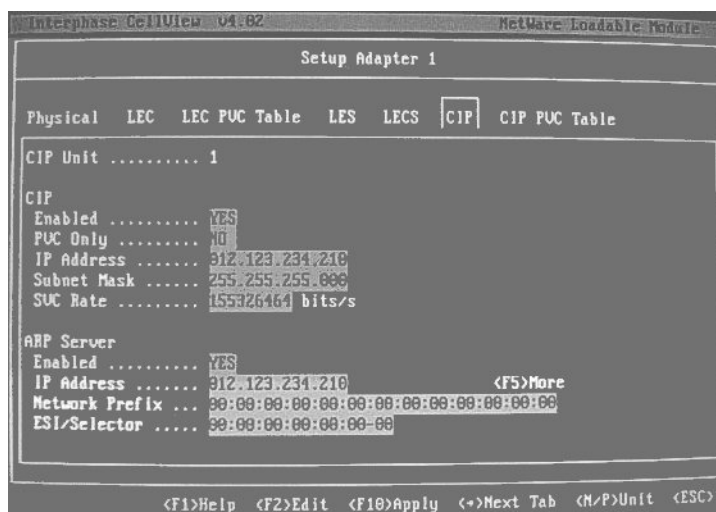 Interphase CellView v4.02 NetWare Loadable Module
Setup Adapter 1
Physical LEC LEC PVC Table LES LECS CIP CIP PVC Table
CIP Unit .......... 1
CIP
Enabled .......... YES
PVC Only ......... NO
IP Address ....... 012.123.234.210
Subnet Mask ...... 255.255.255.000
SVC Rate ......... 155326464 bits/s
ARP Server
Enabled .......... YES
IP Address ....... 012.123.234.210 <F5>More
Network Prefix ... 00:00:00:00:00:00:00:00:00:00:00:00:00
ESI/Selector ..... 00:00:00:00:00:00-00
<F1>Help <F2>Edit <F10>Apply <→>Next Tab <N/P>Unit <ESC>